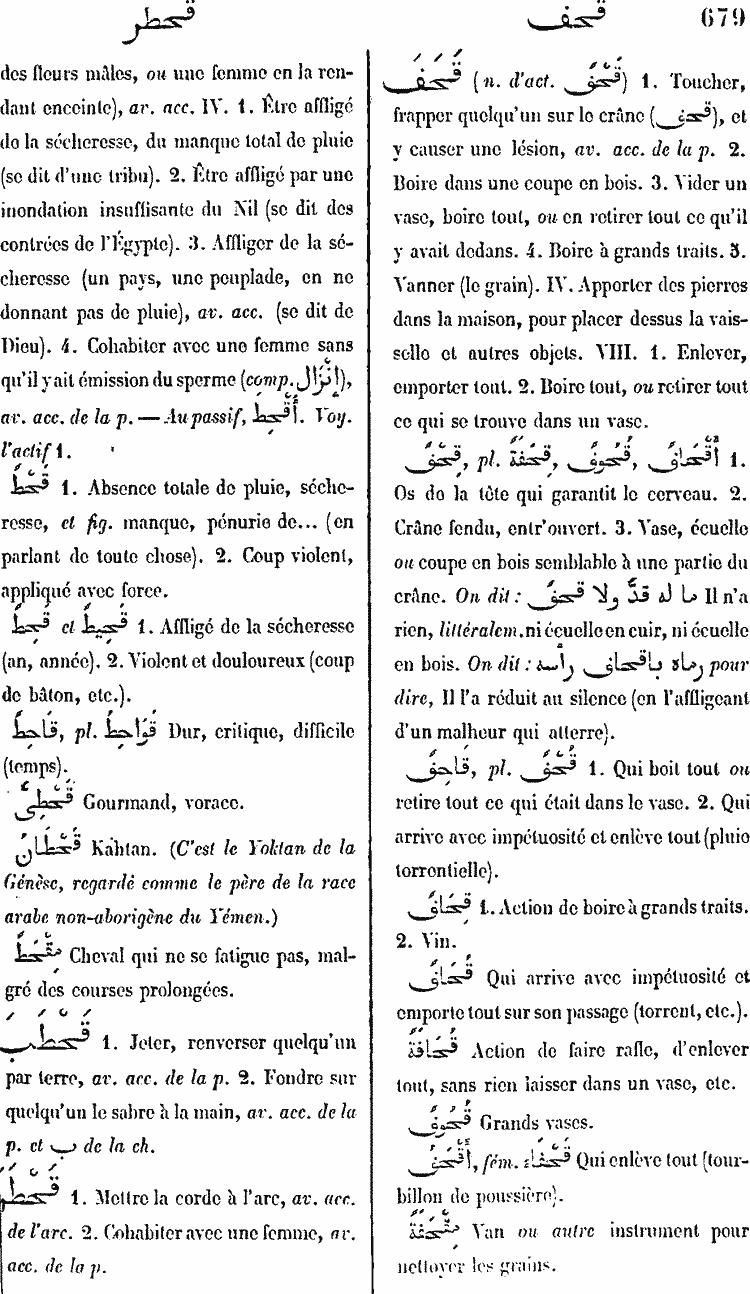 قحطر
قحف
679
des fleurs mâles, ou une femme en la ren-
dant enceinte), av. acc. IV. 1. Être affligé
de la sécheresse, du manque total de pluie
(se dit d'une tribu). 2. Être affligé par une
inondation insuffisante du Nil (se dit des
contrées de l'Égypte). 3. Affliger de la sé-
cheresse (un pays, une peuplade, en ne
donnant pas de pluie), av. acc. (se dit de
Dieu). 4. Cohabiter avec une femme sans
qu'il y ait émission du sperme (comp. إِنْزَال),
av. acc. de la p. — Au passif, أُقْحِطَ. Voy.
l'actif 1.
قَحْطٌ 1. Absence totale de pluie, séche-
resse, et fig. manque, pénurie de... (en
parlant de toute chose). 2. Coup violent,
appliqué avec force.
قَحِطٌ et قَحِيطٌ 1. Affligé de la sécheresse
(an, année). 2. Violent et douloureux (coup
de bâton, etc.).
قَاحِطٌ, pl. قَوَاحِطُ Dur, critique, difficile
(temps).
قَحْطِىٌّ Gourmand, vorace.
قَحْطَانُ Kahtan. (C'est le Yoktan de la
Génèse, regardé comme le père de la race
arabe non-aborigène du Yémen.)
مِقْحَطٌ Cheval qui ne se fatigue pas, mal-
gré des courses prolongées.
قَحْطَبَ 1. Jeter, renverser quelqu'un
par terre, av. acc. de la p. 2. Fondre sur
quelqu'un le sabre à la main, av. acc. de la
p. et ب de la ch.
قَحْطَرَ 1. Mettre la corde à l'arc, av. acc.
de l'arc. 2. Cohabiter avec une femme, av.
acc. de la p.
قَحَفَ (n. d'act. قَحْفٌ) 1. Toucher,
frapper quelqu'un sur le crâne (قحف), et
y causer une lésion, av. acc. de la p. 2.
Boire dans une coupe en bois. 3. Vider un
vase, boire tout, ou en retirer tout ce qu'il
y avait dedans. 4. Boire à grands traits. 5.
Vanner (le grain). IV. Apporter des pierres
dans la maison, pour placer dessus la vais-
selle et autres objets. VIII. 1. Enlever,
emporter tout. 2. Boire tout, ou retirer tout
ce qui se trouve dans un vase.
قِحْفٌ, pl. قِحَفَةٌ, قُحُوفٌ, أَقْحَافٌ 1.
Os de la tête qui garantit le cerveau. 2.
Crâne fendu, entr'ouvert. 3. Vase, écuelle
ou coupe en bois semblable à une partie du
crâne. On dit : ما له قدٌّ ولا قحفٌ Il n'a
rien, littéralem. ni écuelle en cuir, ni écuelle
en bois. On dit : رماه باقحاف رأسه pour
dire, Il l'a réduit au silence (en l'affligeant
d'un malheur qui atterre).
قَاحِفٌ, pl. قُحْفٌ 1. Qui boit tout ou
retire tout ce qui était dans le vase. 2. Qui
arrive avec impétuosité et enlève tout (pluie
torrentielle).
قِحَافٌ 1. Action de boire à grands traits.
2. Vin.
قُحَافٌ Qui arrive avec impétuosité et
emporte tout sur son passage (torrent, etc.).
قُحَافَةٌ Action de faire rafle, d'enlever
tout, sans rien laisser dans un vase, etc.
قُحُوفٌ Grands vases.
أَقْحَفُ, fém. قَحْفَاءُ Qui enlève tout (tour-
billon de poussière).
مِقْحَفَةٌ Van ou autre instrument pour
nettoyer les grains.